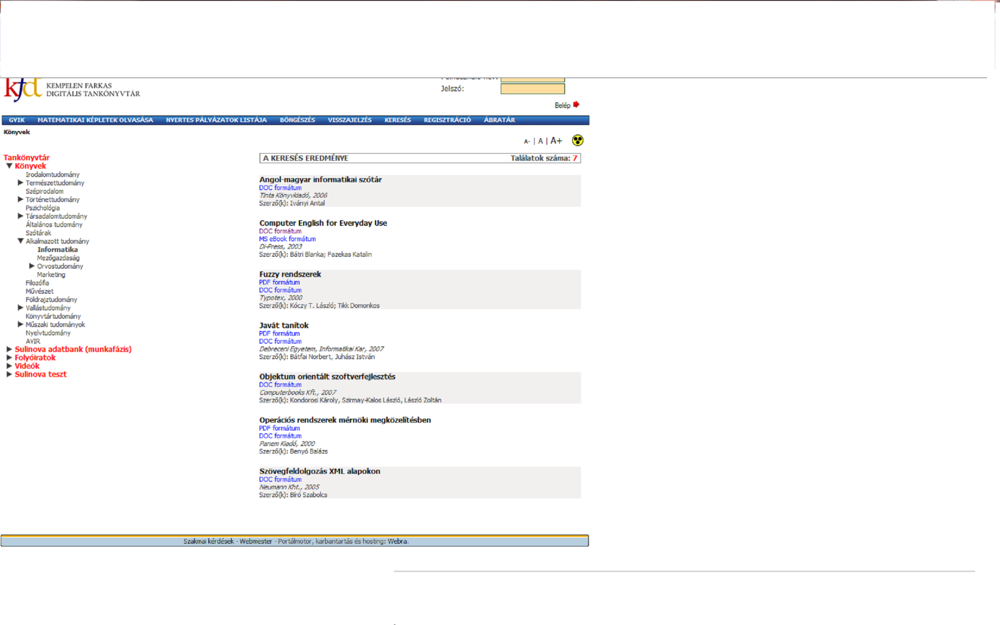 kfd KEMPELEN FARKAS
DIGITÁLIS TANKÖNYVTÁR
Jelszó:
Belép
GYIK MATEMATIKAI KÉPLETEK OLVASÁSA NYERTES PÁLYÁZATOK LISTÁJA BÖNGÉSZÉS VISSZAJELZÉS KERESÉS REGISZTRÁCIÓ ÁBRATÁR
Könyvek
A- | A | A+
Tankönyvtár
Könyvek
Irodalomtudomány
Természettudomány
Szépirodalom
Történettudomány
Pszichológia
Társadalomtudomány
Általános tudomány
Szótárak
Alkalmazott tudomány
Informatika
Mezőgazdaság
Orvostudomány
Marketing
Filozófia
Művészet
Földrajztudomány
Vallástudomány
Könyvtártudomány
Műszaki tudományok
Nyelvtudomány
AVIR
Sulinova adatbank (munkafázis)
Folyóiratok
Videók
Sulinova teszt
A KERESÉS EREDMÉNYE Találatok száma: 7
Angol-magyar informatikai szótár
DOC formátum
Tinta Könyvkiadó, 2006
Szerző(k): Iványi Antal
Computer English for Everyday Use
DOC formátum
MS eBook formátum
Di-Press, 2003
Szerző(k): Bátri Blanka; Fazekas Katalin
Fuzzy rendszerek
PDF formátum
DOC formátum
Typotex, 2000
Szerző(k): Kóczy T. László; Tikk Domonkos
Javát tanítok
PDF formátum
DOC formátum
Debreceni Egyetem, Informatikai Kar, 2007
Szerző(k): Bátfai Norbert, Juhász István
Objektum orientált szoftverfejlesztés
DOC formátum
Computerbooks Kft., 2007
Szerző(k): Kondorosi Károly, Szirmay-Kalos László, László Zoltán
Operációs rendszerek mérnöki megközelítésben
PDF formátum
DOC formátum
Panem Kiadó, 2000
Szerző(k): Benyó Balázs
Szövegfeldolgozás XML alapokon
DOC formátum
Neumann Kht., 2005
Szerző(k): Bíró Szabolcs
Szakmai kérdések - Webmester - Portálmotor, karbantartás és hosting: Webra.